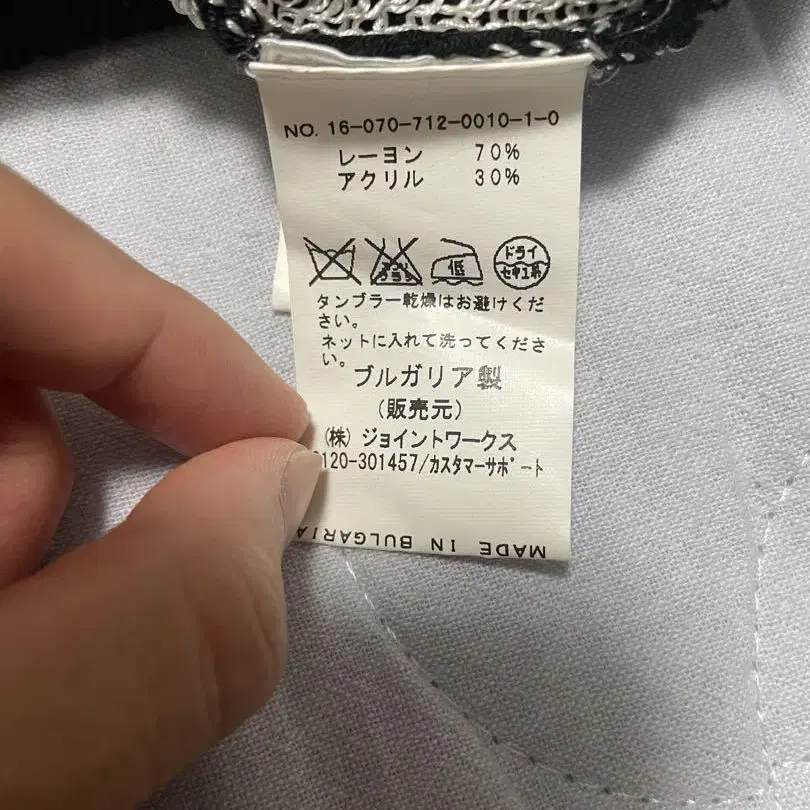 NO. 16-070-712-0010-1-0
レーヨン 70%
アクリル 30%
低
ドライ
セキユ系
タンブラー乾燥はお避けくだ
さい。
ネットに入れて洗ってくださ
い。
ブルガリア製
(販売元)
(株) ジョイントワークス
120-301457/カスタマーサポート
MADE IN BULGARIA